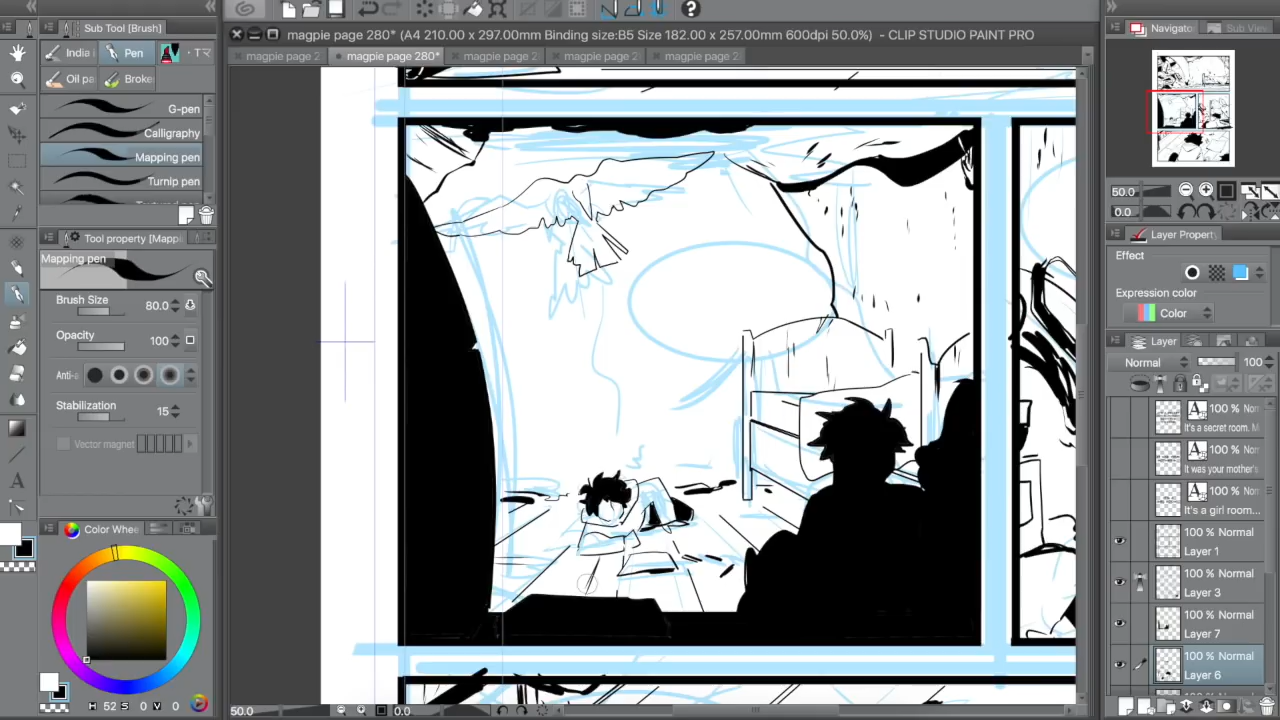 magpie page 280* (A4 210.00 x 297.00mm Binding size:B5 Size 182.00 x 257.00mm 600dpi 50.0%) - CLIP STUDIO PAINT PRO
magpie page 2
magpie page 280*
magpie page 2
magpie page 2
magpie page 2
Sub Tool [Brush]
India
Pen
Oil pa
Broke
G-pen
Calligraphy
Mapping pen
Turnip pen
Tool property [Mapp
Mapping pen
Brush Size
80.0
Opacity
100
Anti-a
Stabilization
15
Vector magnet
Color Whe
H 52 S 0 V 0
50.0
0.0
Navigato
Sub View
50.0
0.0
Layer Propert
Effect
Expression color
Color
Layer
Normal
100
100 % Nor
It's a secret room. M
100 % Nor
It was your mother's
100 % Nor
It's a girl room...
100 % Normal
Layer 1
100 % Normal
Layer 3
100 % Normal
Layer 7
100 % Normal
Layer 6